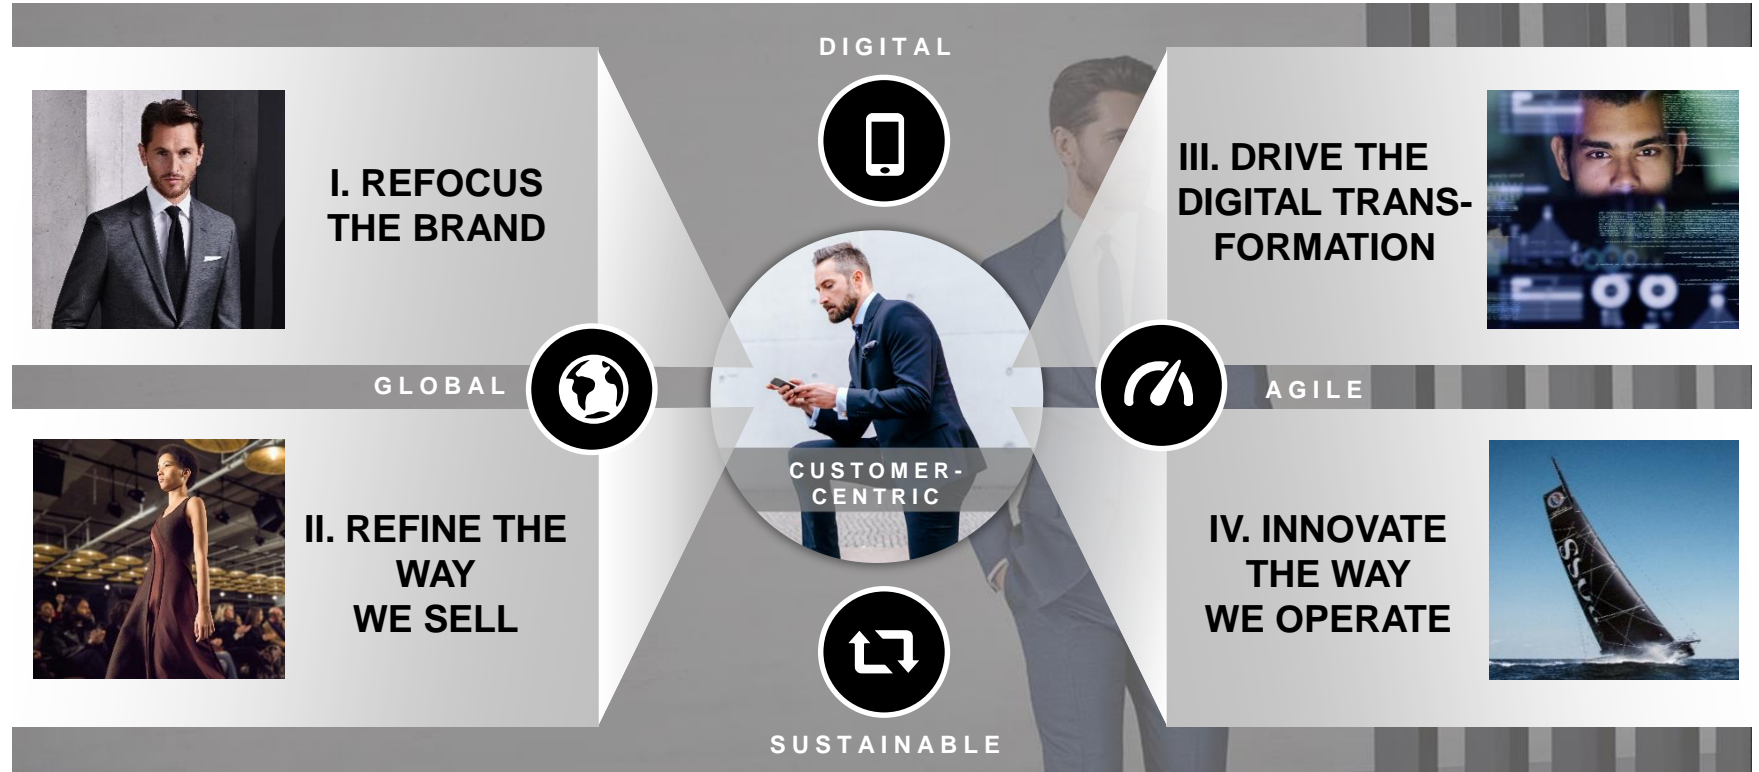 DIGITAL
I. REFOCUS
THE BRAND
III. DRIVE THE
DIGITAL TRANS-
FORMATION
GLOBAL
AGILE
CUSTOMER-
CENTRIC
II. REFINE THE
WAY
WE SELL
IV. INNOVATE
THE WAY
WE OPERATE
SUSTAINABLE